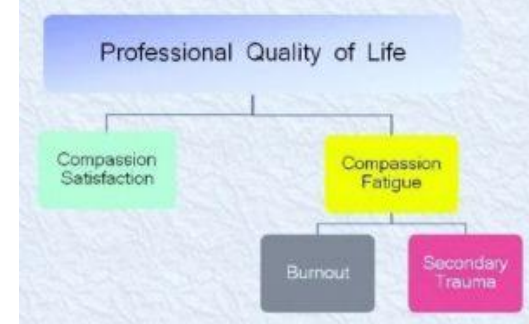 Professional Quality of Life
Compassion
Satisfaction
Compassion
Fatigue
Burnout
Secondary
Trauma